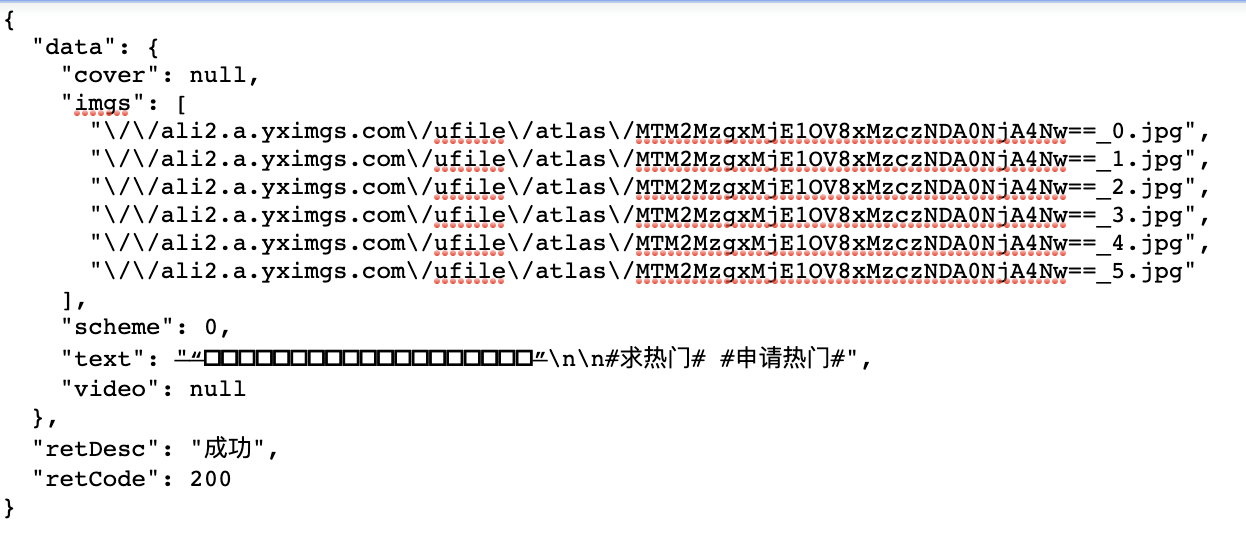 {
"data": {
"cover": null,
"imgs": [
"\/\/ali2.a.yximgs.com\/ufile\/atlas\/MTM2MzgxMjE1OV8xMzczNDA0NjA4Nw==_0.jpg",
"\/\/ali2.a.yximgs.com\/ufile\/atlas\/MTM2MzgxMjE1OV8xMzczNDA0NjA4Nw==_1.jpg",
"\/\/ali2.a.yximgs.com\/ufile\/atlas\/MTM2MzgxMjE1OV8xMzczNDA0NjA4Nw==_2.jpg",
"\/\/ali2.a.yximgs.com\/ufile\/atlas\/MTM2MzgxMjE1OV8xMzczNDA0NjA4Nw==_3.jpg",
"\/\/ali2.a.yximgs.com\/ufile\/atlas\/MTM2MzgxMjE1OV8xMzczNDA0NjA4Nw==_4.jpg",
"\/\/ali2.a.yximgs.com\/ufile\/atlas\/MTM2MzgxMjE1OV8xMzczNDA0NjA4Nw==_5.jpg"
],
"scheme": 0,
"text": "“”\n\n#求热门# #申请热门#",
"video": null
},
"retDesc": "成功",
"retCode": 200
}